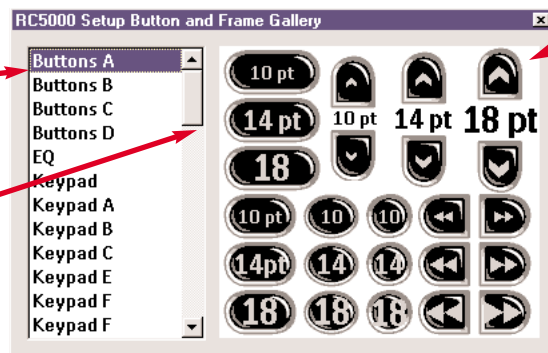 RC5000 Setup Button and Frame Gallery
Buttons A
Buttons B
Buttons C
Buttons D
EQ
Keypad
Keypad A
Keypad B
Keypad C
Keypad E
Keypad F
Keypad F
10 pt
14 pt
18
10 pt 14 pt 18 pt
10 pt 10 10
14pt 14 14
18 18 18